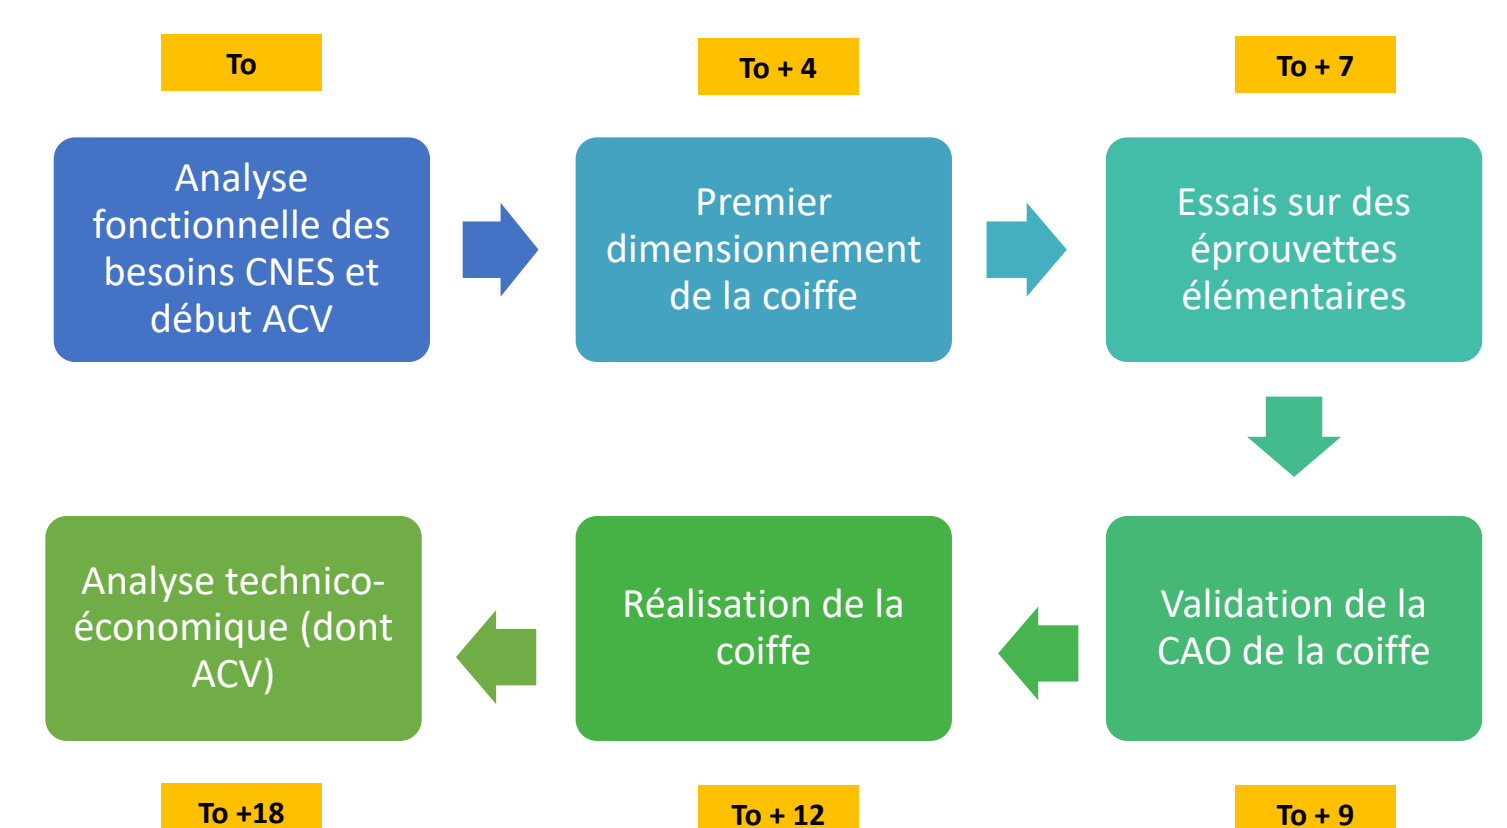 To
To + 4
To + 7
Analyse
fonctionnelle des
besoins CNES et
début ACV
Premier
dimensionnement
de la coiffe
Essais sur des
éprouvettes
élémentaires
Validation de la
CAO de la coiffe
Réalisation de la
coiffe
Analyse technico-
économique (dont
ACV)
To + 9
To + 12
To +18